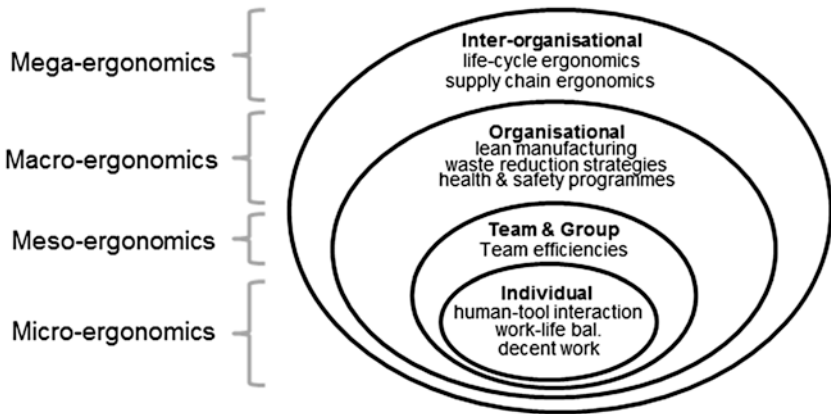 Mega-ergonomics
Inter-organisational
life-cycle ergonomics
supply chain ergonomics
Macro-ergonomics
Organisational
lean manufacturing
waste reduction strategies
health & safety programmes
Meso-ergonomics
Team & Group
Team efficiencies
Micro-ergonomics
Individual
human-tool interaction
work-life bal.
decent work